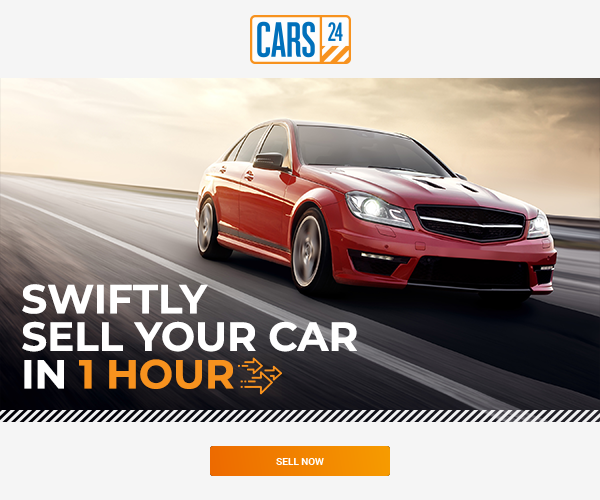 CARS 24
SWIFTLY
SELL YOUR CAR
IN 1 HOUR
SELL NOW